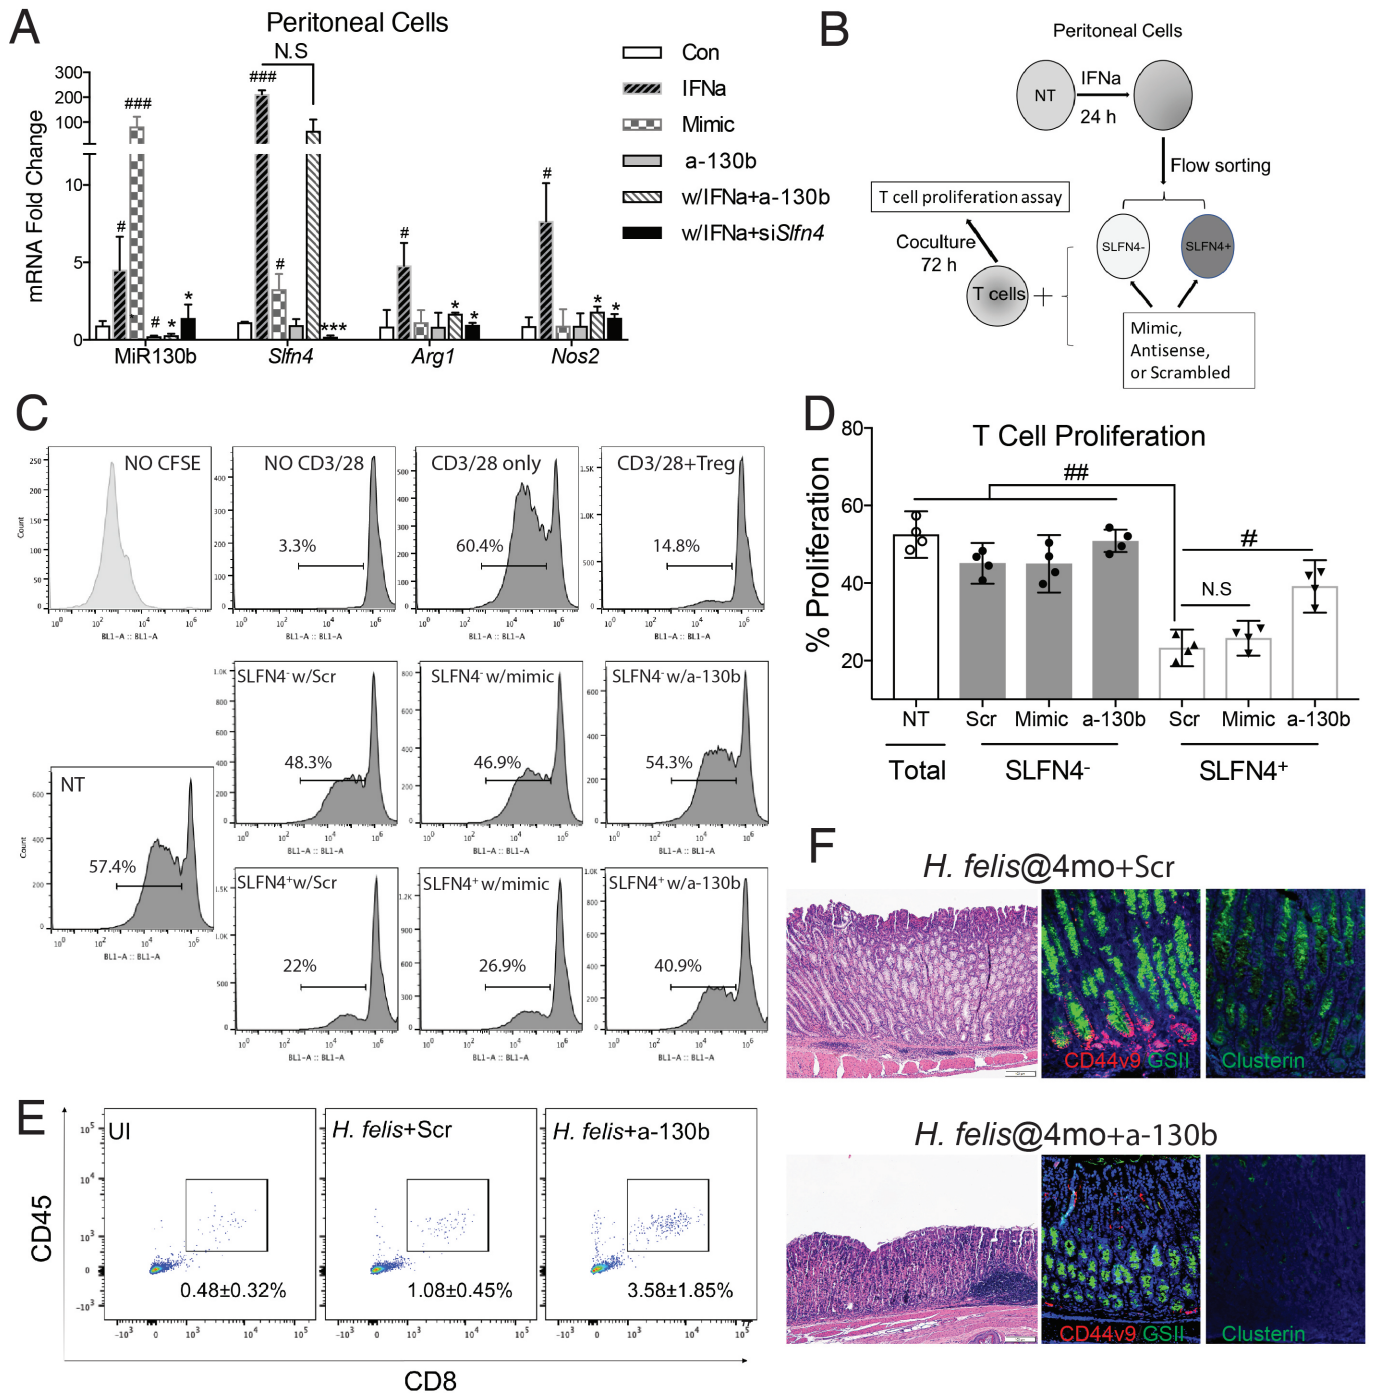 A
Peritoneal Cells
N.S
mRNA Fold Change
300
200
100
10
5
0
###
#
###
#
*
#
*
***
#
*
*
#
*
*
MiR130b
Slfn4
Arg1
Nos2
Con
IFNa
Mimic
a-130b
w/IFNa+a-130b
w/IFNa+siSlfn4
B
Peritoneal Cells
NT
IFNa
24 h
Flow sorting
T cell proliferation assay
Coculture
72 h
T cells
+
SLFN4-
SLFN4+
Mimic,
Antisense,
or Scrambled
C
NO CFSE
NO CD3/28
3.3%
CD3/28 only
60.4%
CD3/28+Treg
14.8%
SLFN4- w/Scr
48.3%
SLFN4- w/mimic
46.9%
SLFN4- w/a-130b
54.3%
NT
57.4%
SLFN4+ w/Scr
22%
SLFN4+ w/mimic
26.9%
SLFN4+ w/a-130b
40.9%
Count
BL1-A :: BL1-A
D
T Cell Proliferation
% Proliferation
80
60
40
20
##
#
N.S
NT
Scr
Mimic
a-130b
Scr
Mimic
a-130b
Total
SLFN4-
SLFN4+
E
CD45
UI
0.48±0.32%
H. felis+Scr
1.08±0.45%
H. felis+a-130b
3.58±1.85%
CD8
F
H. felis@4mo+Scr
CD44v9 GSII
Clusterin
H. felis@4mo+a-130b
CD44v9 GSII
Clusterin